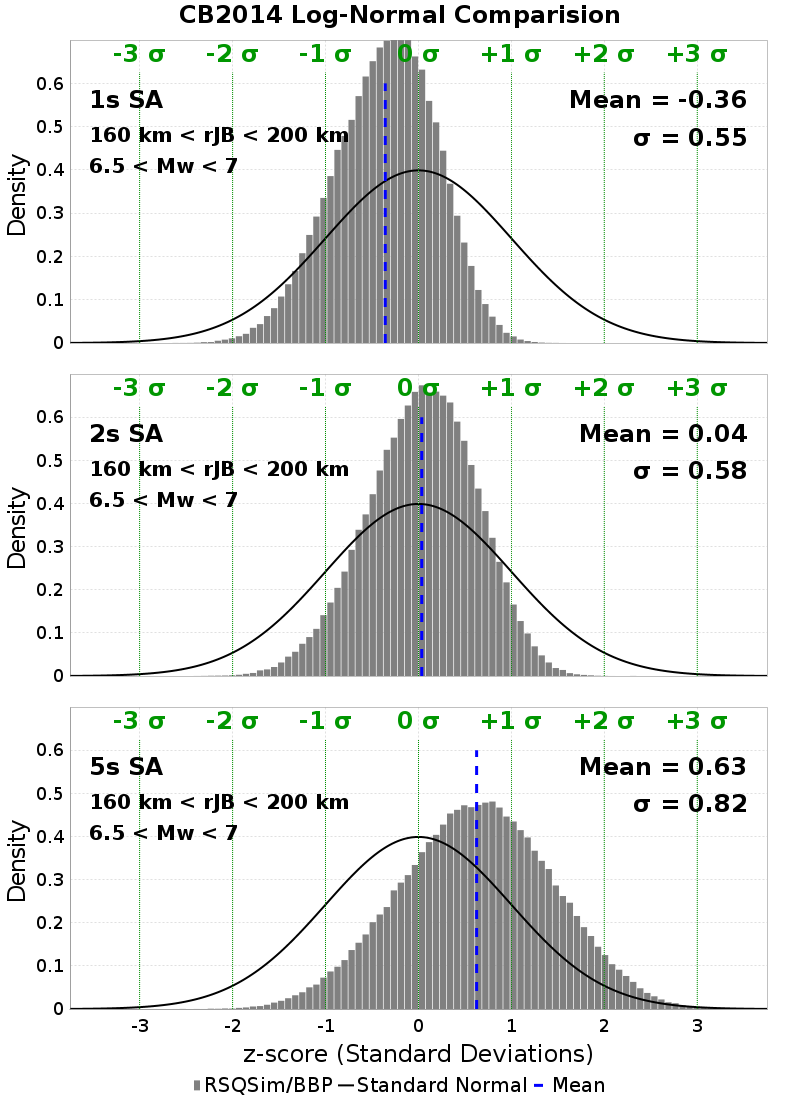 CB2014 Log-Normal Comparision
-3 σ -2 σ -1 σ 0 σ +1 σ +2 σ +3 σ
0.6
1s SA Mean = -0.36
0.5
160 km < rJB < 200 km σ = 0.55
6.5 < Mw < 7
0.4
0.3
0.2
0.1
0
Density
-3 σ -2 σ -1 σ 0 σ +1 σ +2 σ +3 σ
0.6
2s SA Mean = 0.04
0.5
160 km < rJB < 200 km σ = 0.58
6.5 < Mw < 7
0.4
0.3
0.2
0.1
0
Density
-3 σ -2 σ -1 σ 0 σ +1 σ +2 σ +3 σ
0.6
5s SA Mean = 0.63
0.5
160 km < rJB < 200 km σ = 0.82
6.5 < Mw < 7
0.4
0.3
0.2
0.1
0
Density
-3 -2 -1 0 1 2 3
z-score (Standard Deviations)
RSQSim/BBP Standard Normal Mean